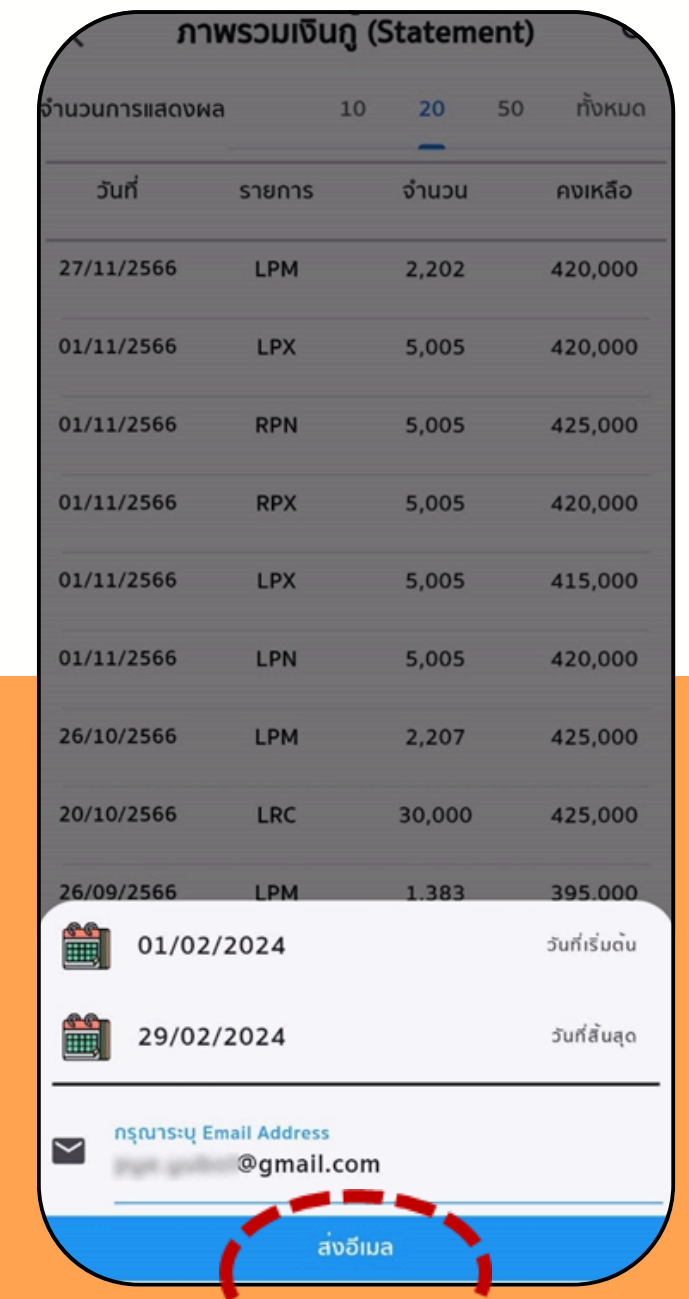 ภาพรวมเงินกู้ (Statement)
จำนวนการแสดงผล 10 20 50 ทั้งหมด
วันที่ รายการ จำนวน คงเหลือ
27/11/2566 LPM 2,202 420,000
01/11/2566 LPX 5,005 420,000
01/11/2566 RPN 5,005 425,000
01/11/2566 RPX 5,005 420,000
01/11/2566 LPX 5,005 415,000
01/11/2566 LPN 5,005 420,000
26/10/2566 LPM 2,207 425,000
20/10/2566 LRC 30,000 425,000
26/09/2566 LPM 1,383 395,000
01/02/2024 วันที่เริ่มต้น
29/02/2024 วันที่สิ้นสุด
กรุณาระบุ Email Address
@gmail.com
ส่งอีเมล